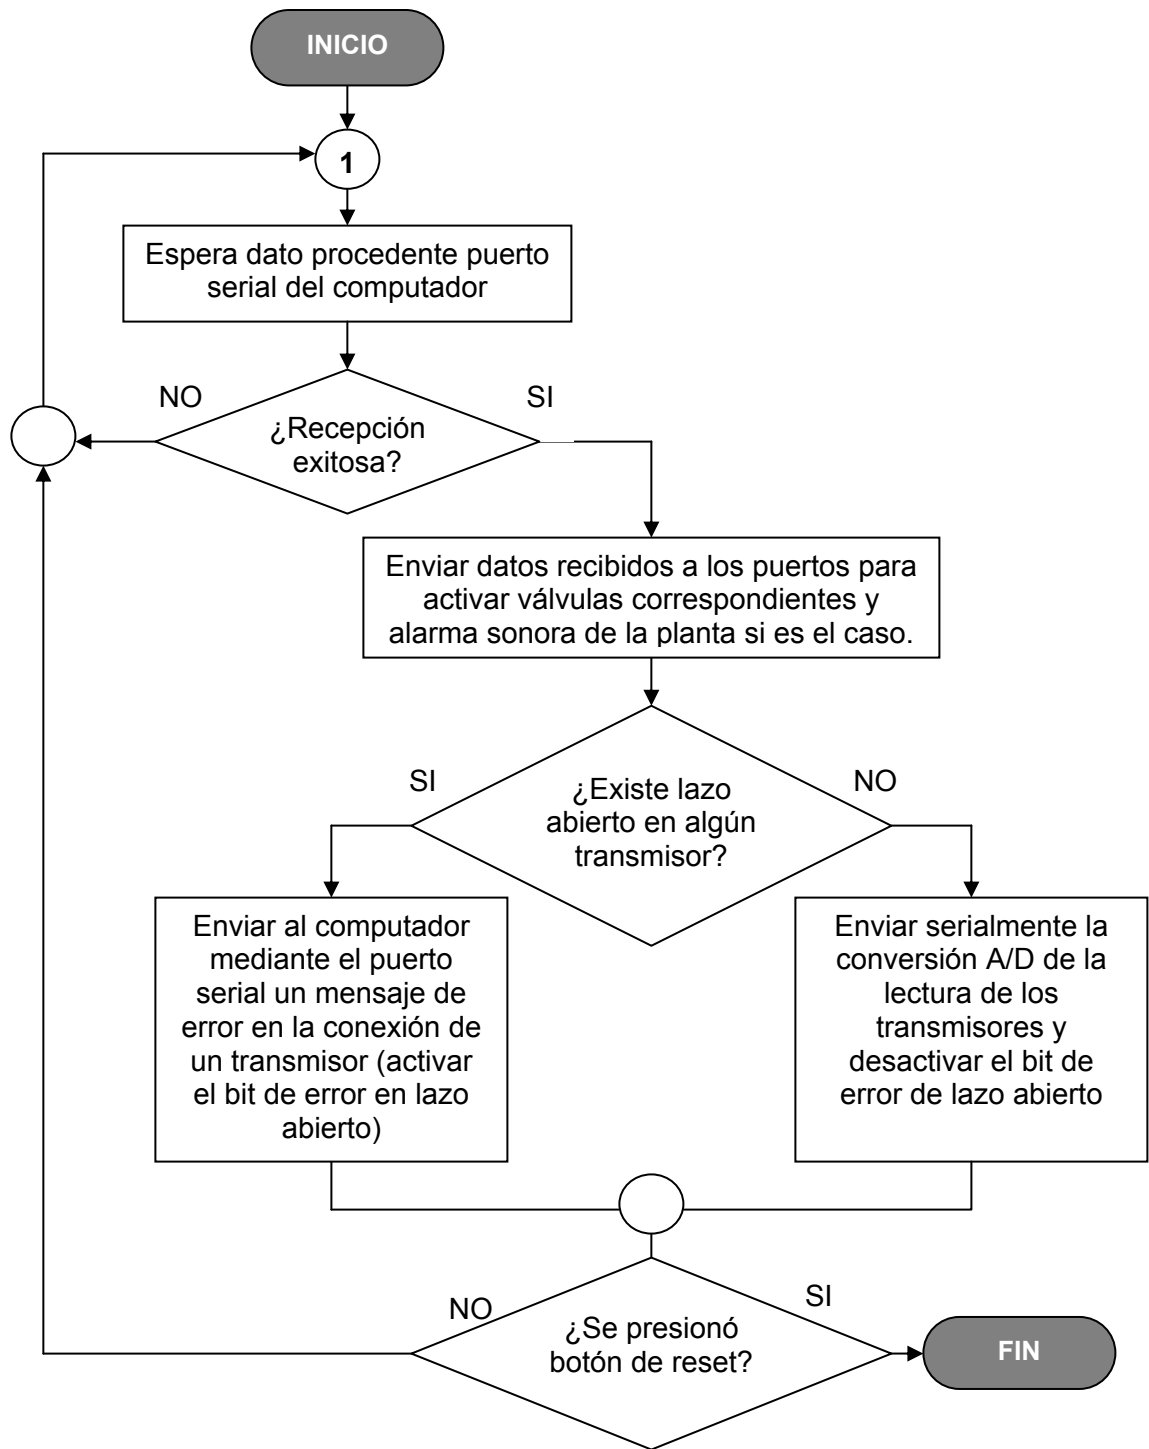 INICIO
1
Espera dato procedente puerto
serial del computador
NO
SI
¿Recepción
exitosa?
Enviar datos recibidos a los puertos para
activar válvulas correspondientes y
alarma sonora de la planta si es el caso.
SI
NO
¿Existe lazo
abierto en algún
transmisor?
Enviar al computador
mediante el puerto
serial un mensaje de
error en la conexión de
un transmisor (activar
el bit de error en lazo
abierto)
Enviar serialmente la
conversión A/D de la
lectura de los
transmisores y
desactivar el bit de
error de lazo abierto
NO
SI
¿Se presionó
botón de reset?
FIN